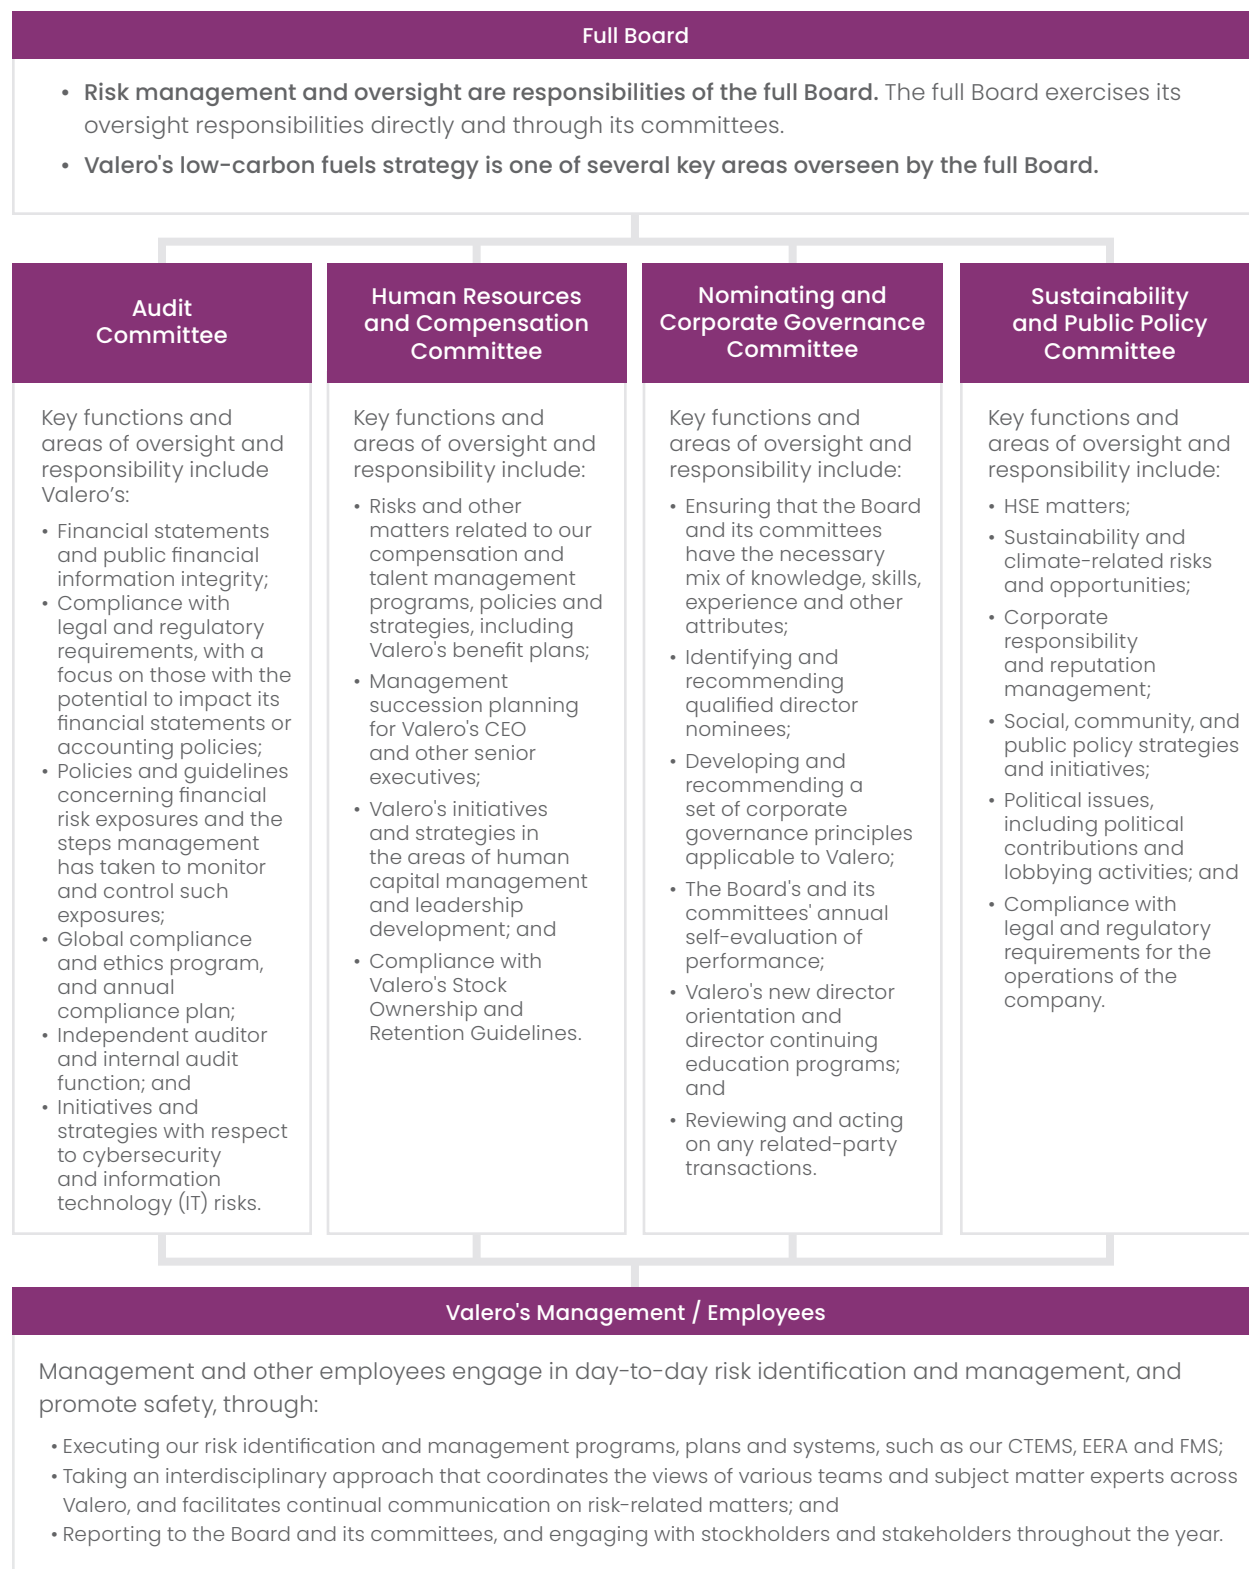 Full Board
• Risk management and oversight are responsibilities of the full Board. The full Board exercises its
oversight responsibilities directly and through its committees.
• Valero's low-carbon fuels strategy is one of several key areas overseen by the full Board.
Audit
Committee
Key functions and
areas of oversight and
responsibility include
Valero's:
• Financial statements
and public financial
information integrity;
• Compliance with
legal and regulatory
requirements, with a
focus on those with the
potential to impact its
financial statements or
accounting policies;
• Policies and guidelines
concerning financial
risk exposures and the
steps management
has taken to monitor
and control such
exposures;
• Global compliance
and ethics program,
and annual
compliance plan;
• Independent auditor
and internal audit
function; and
• Initiatives and
strategies with respect
to cybersecurity
and information
technology (IT) risks.
Human Resources
and Compensation
Committee
Key functions and
areas of oversight and
responsibility include:
• Risks and other
matters related to our
compensation and
talent management
programs, policies and
strategies, including
Valero's benefit plans;
• Management
succession planning
for Valero's CEO
and other senior
executives;
• Valero's initiatives
and strategies in
the areas of human
capital management
and leadership
development; and
• Compliance with
Valero's Stock
Ownership and
Retention Guidelines.
Nominating and
Corporate Governance
Committee
Key functions and
areas of oversight and
responsibility include:
• Ensuring that the Board
and its committees
have the necessary
mix of knowledge, skills,
experience and other
attributes;
• Identifying and
recommending
qualified director
nominees;
• Developing and
recommending a
set of corporate
governance principles
applicable to Valero;
• The Board's and its
committees' annual
self-evaluation of
performance;
• Valero's new director
orientation and
director continuing
education programs;
and
• Reviewing and acting
on any related-party
transactions.
Sustainability
and Public Policy
Committee
Key functions and
areas of oversight and
responsibility include:
• HSE matters;
• Sustainability and
climate-related risks
and opportunities;
• Corporate
responsibility
and reputation
management;
• Social, community, and
public policy strategies
and initiatives;
• Political issues,
including political
contributions and
lobbying activities; and
• Compliance with
legal and regulatory
requirements for the
operations of the
company.
Valero's Management / Employees
Management and other employees engage in day-to-day risk identification and management, and
promote safety, through:
• Executing our risk identification and management programs, plans and systems, such as our CTEMS, EERA and FMS;
• Taking an interdisciplinary approach that coordinates the views of various teams and subject matter experts across
Valero, and facilitates continual communication on risk-related matters; and
• Reporting to the Board and its committees, and engaging with stockholders and stakeholders throughout the year.